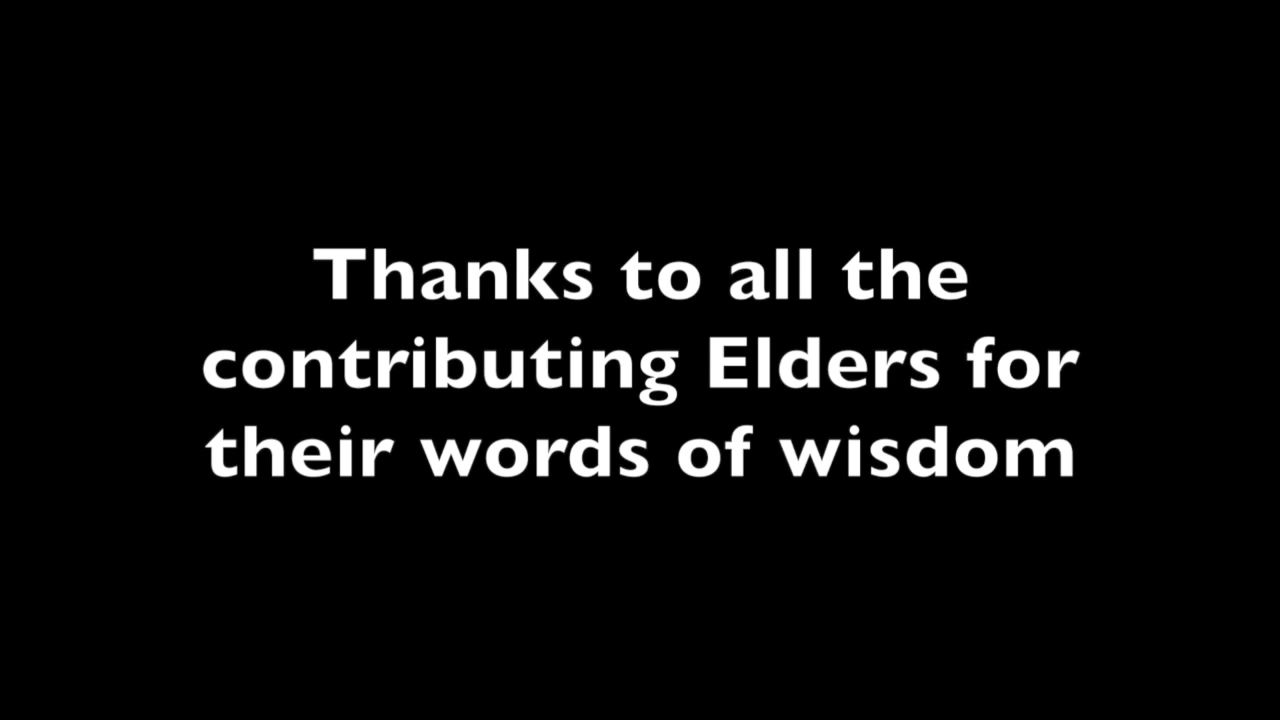 Thanks to all the
contributing Elders for
their words of wisdom